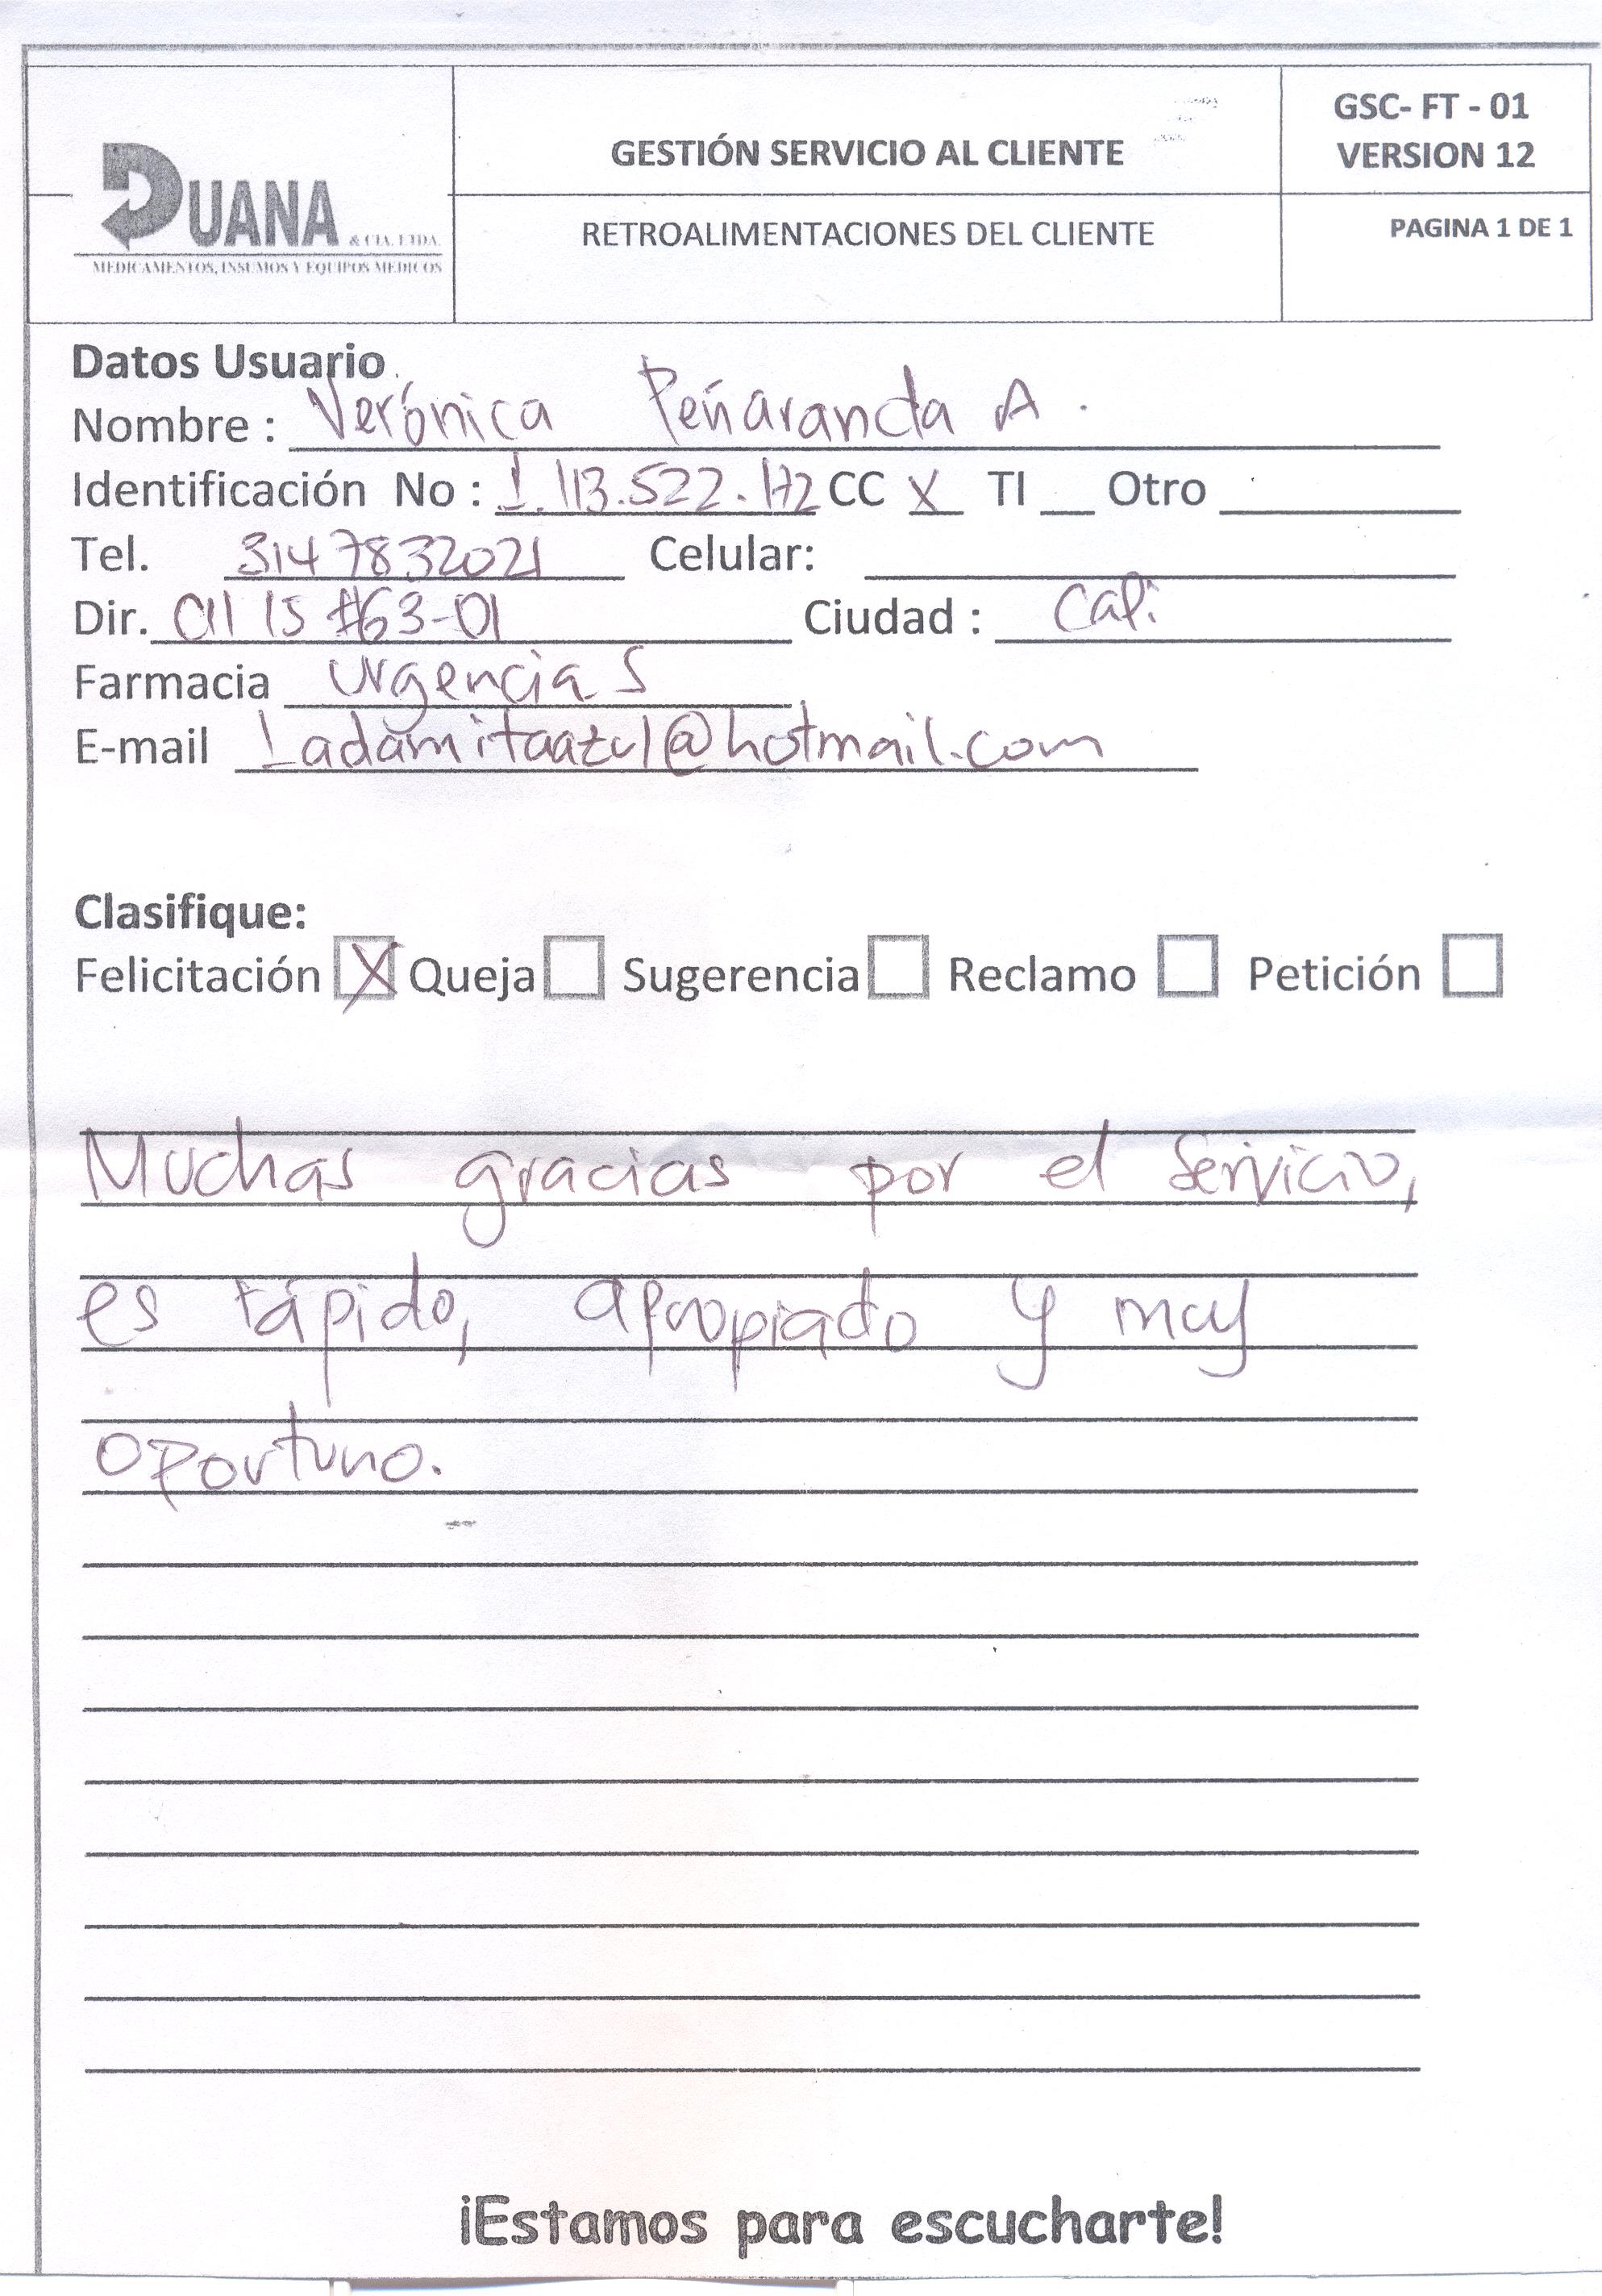 DUANA & CIA. LTDA.
MEDICAMENTOS, INSUMOS Y EQUIPOS MEDICOS
GESTIÓN SERVICIO AL CLIENTE
RETROALIMENTACIONES DEL CLIENTE
GSC- FT - 01
VERSION 12
PAGINA 1 DE 1
Datos Usuario
Nombre : Verónica Peñaranda A.
Identificación No : 1.113.522. CC X TI __ Otro
Tel. 3147832021 Celular:
Dir. Cll 15 #63-01 Ciudad : Cali
Farmacia Urgencias
E-mail Ladamitaazul@hotmail.com
Clasifique:
Felicitación X Queja Sugerencia Reclamo Petición
Muchas gracias por el servicio,
es rápido, apropiado y muy
oportuno.
¡Estamos para escucharte!